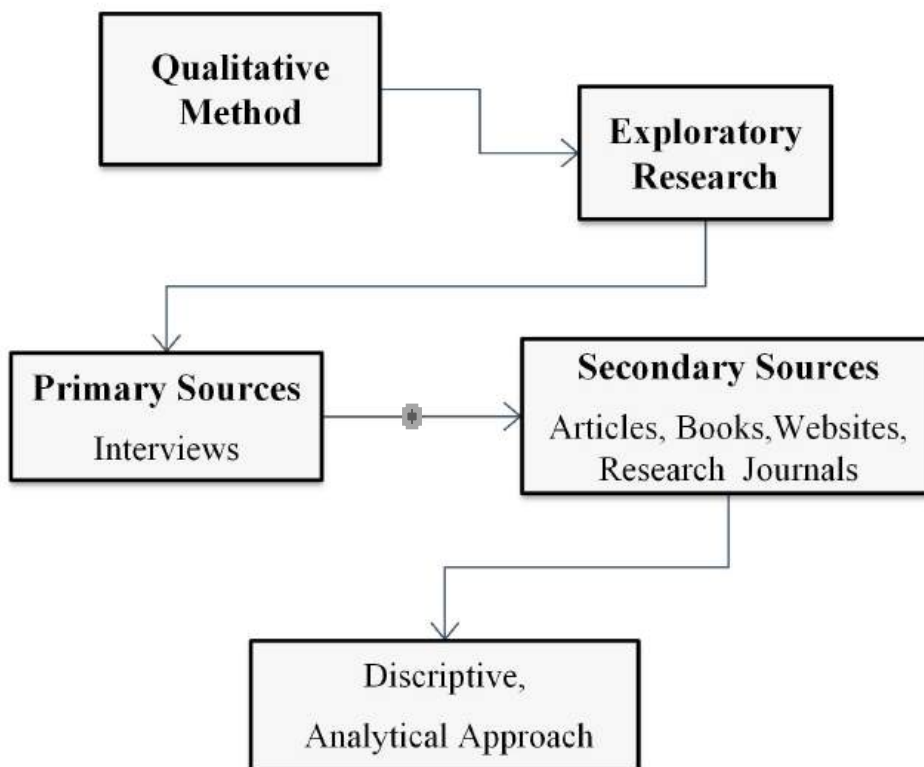 Qualitative
Method
Exploratory
Research
Primary Sources
Interviews
Secondary Sources
Articles, Books,Websites,
Research Journals
Discriptive,
Analytical Approach